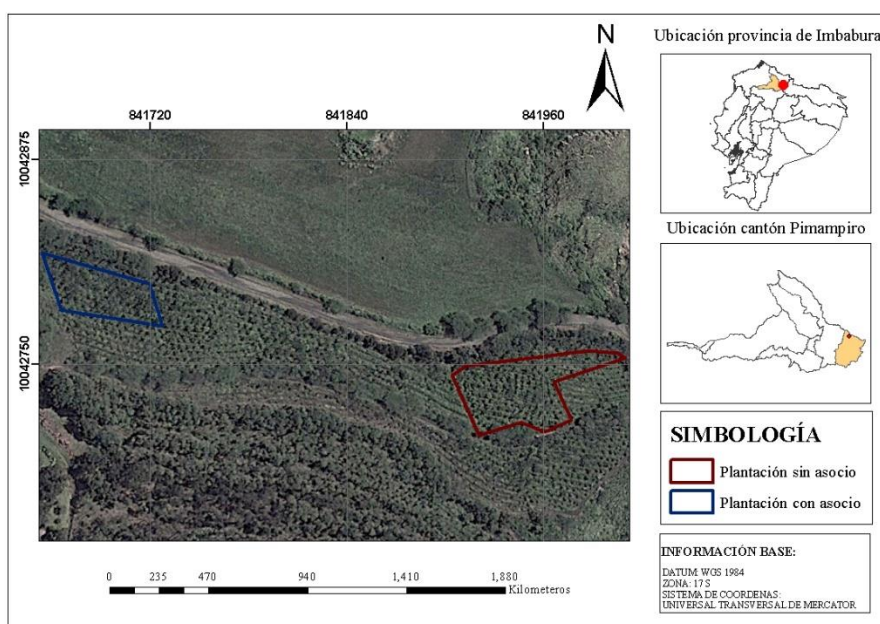 Ubicación provincia de Imbabura
N
841720 841840 841960
10042875
10042750
Ubicación cantón Pimampiro
SIMBOLOGÍA
Plantación sin asocio
Plantación con asocio
INFORMACIÓN BASE:
DATUM: WGS 1984
ZONA: 17 S
SISTEMA DE COORDENAS:
UNIVERSAL TRANSVERSAL DE MERCATOR
0 235 470 940 1,410 1,880
Kilometeros